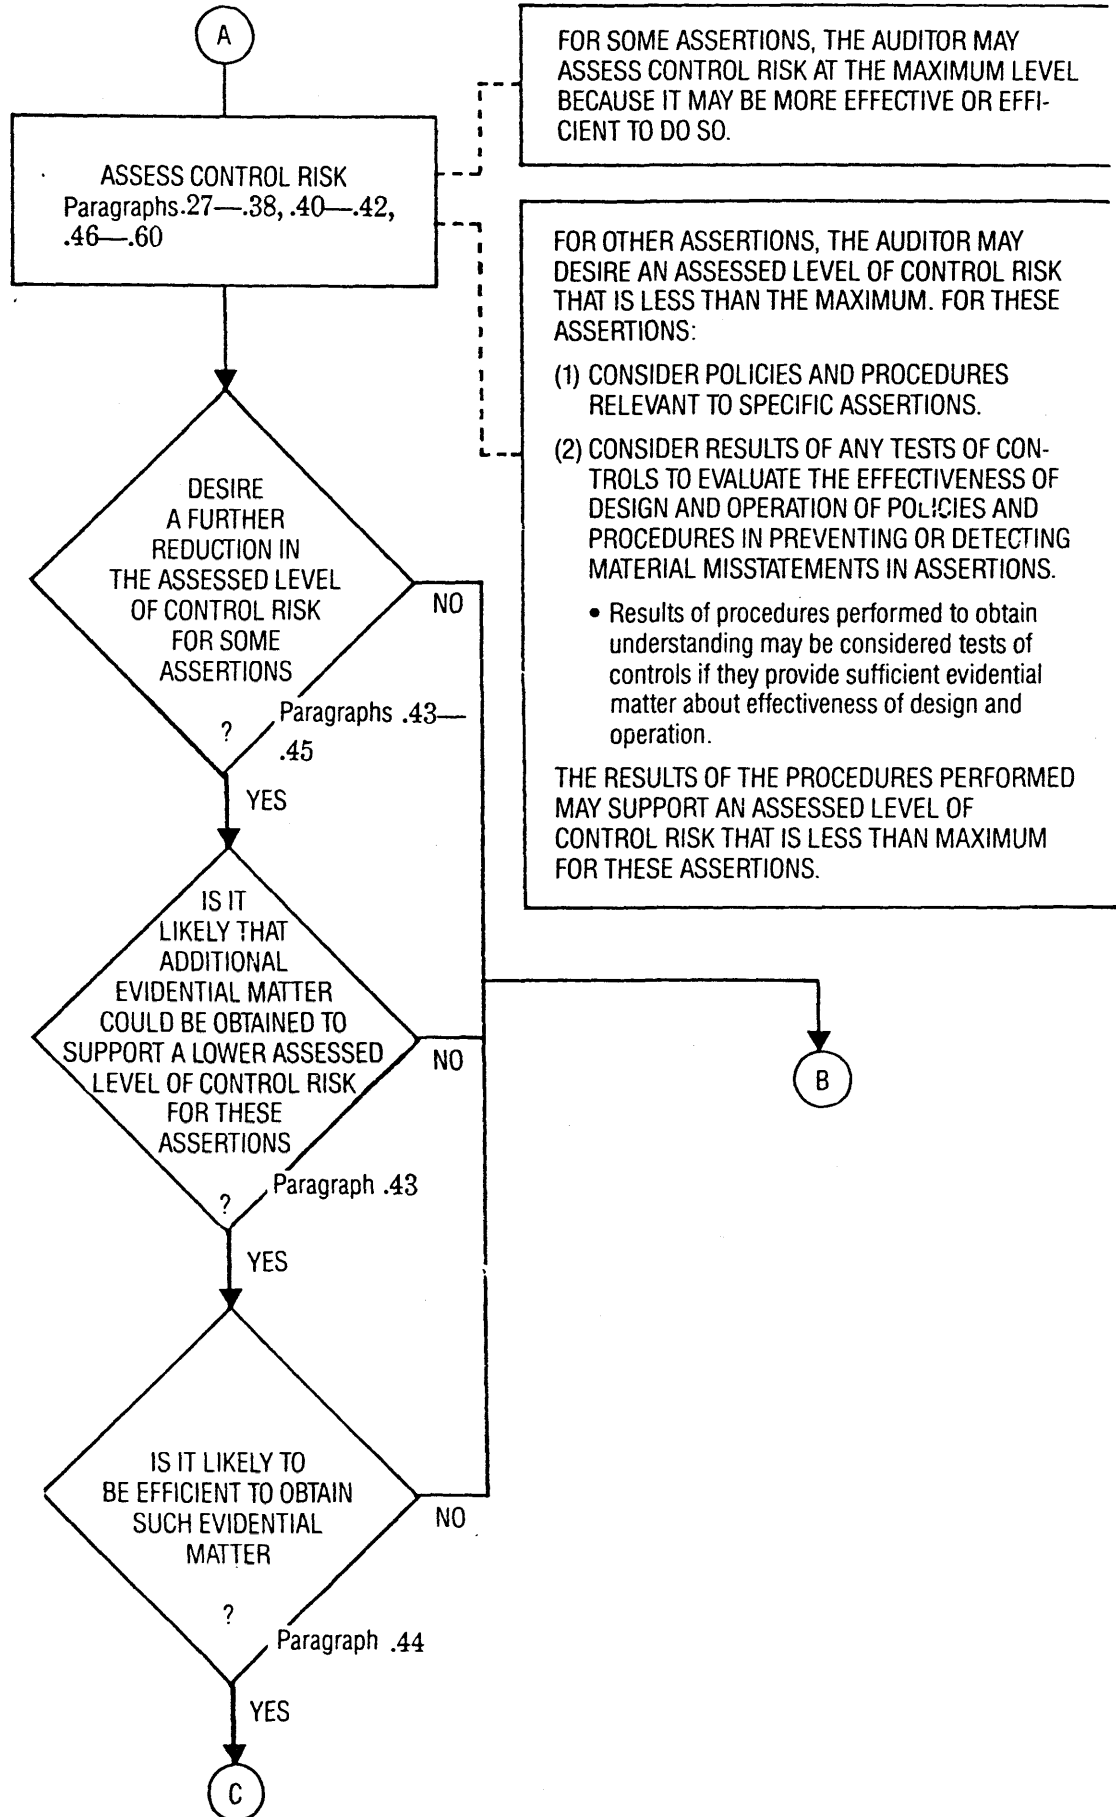 A
ASSESS CONTROL RISK
Paragraphs .27—.38, .40—.42,
.46—.60
FOR SOME ASSERTIONS, THE AUDITOR MAY
ASSESS CONTROL RISK AT THE MAXIMUM LEVEL
BECAUSE IT MAY BE MORE EFFECTIVE OR EFFI-
CIENT TO DO SO.
FOR OTHER ASSERTIONS, THE AUDITOR MAY
DESIRE AN ASSESSED LEVEL OF CONTROL RISK
THAT IS LESS THAN THE MAXIMUM. FOR THESE
ASSERTIONS:
(1) CONSIDER POLICIES AND PROCEDURES
RELEVANT TO SPECIFIC ASSERTIONS.
(2) CONSIDER RESULTS OF ANY TESTS OF CON-
TROLS TO EVALUATE THE EFFECTIVENESS OF
DESIGN AND OPERATION OF POLICIES AND
PROCEDURES IN PREVENTING OR DETECTING
MATERIAL MISSTATEMENTS IN ASSERTIONS.
• Results of procedures performed to obtain
understanding may be considered tests of
controls if they provide sufficient evidential
matter about effectiveness of design and
operation.
THE RESULTS OF THE PROCEDURES PERFORMED
MAY SUPPORT AN ASSESSED LEVEL OF
CONTROL RISK THAT IS LESS THAN MAXIMUM
FOR THESE ASSERTIONS.
DESIRE
A FURTHER
REDUCTION IN
THE ASSESSED LEVEL
OF CONTROL RISK
FOR SOME
ASSERTIONS
?
Paragraphs .43—
.45
NO
YES
IS IT
LIKELY THAT
ADDITIONAL
EVIDENTIAL MATTER
COULD BE OBTAINED TO
SUPPORT A LOWER ASSESSED
LEVEL OF CONTROL RISK
FOR THESE
ASSERTIONS
?
Paragraph .43
NO
B
YES
IS IT LIKELY TO
BE EFFICIENT TO OBTAIN
SUCH EVIDENTIAL
MATTER
?
Paragraph .44
NO
YES
C